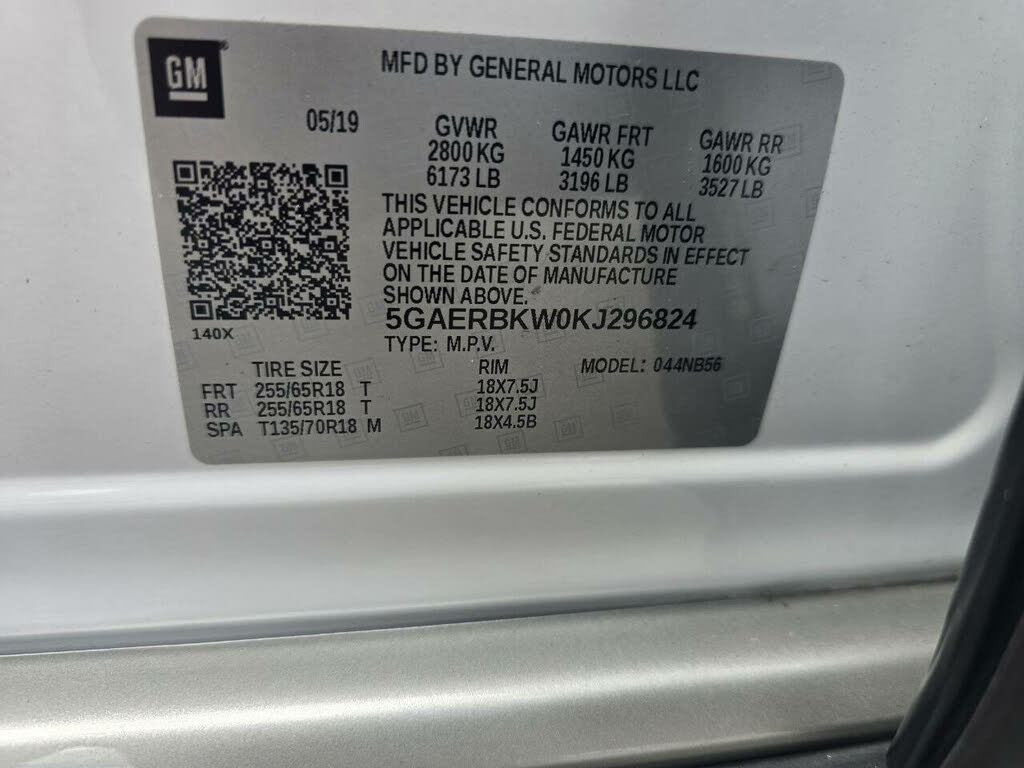 GM
MFD BY GENERAL MOTORS LLC
05/19
GVWR GAWR FRT GAWR RR
2800 KG 1450 KG 1600 KG
6173 LB 3196 LB 3527 LB
THIS VEHICLE CONFORMS TO ALL
APPLICABLE U.S. FEDERAL MOTOR
VEHICLE SAFETY STANDARDS IN EFFECT
ON THE DATE OF MANUFACTURE
SHOWN ABOVE.
140X
5GAERBKW0KJ296824
TYPE: M.P.V.
TIRE SIZE RIM MODEL: 044NB56
FRT 255/65R18 T 18X7.5J
RR 255/65R18 T 18X7.5J
SPA T135/70R18 M 18X4.5B